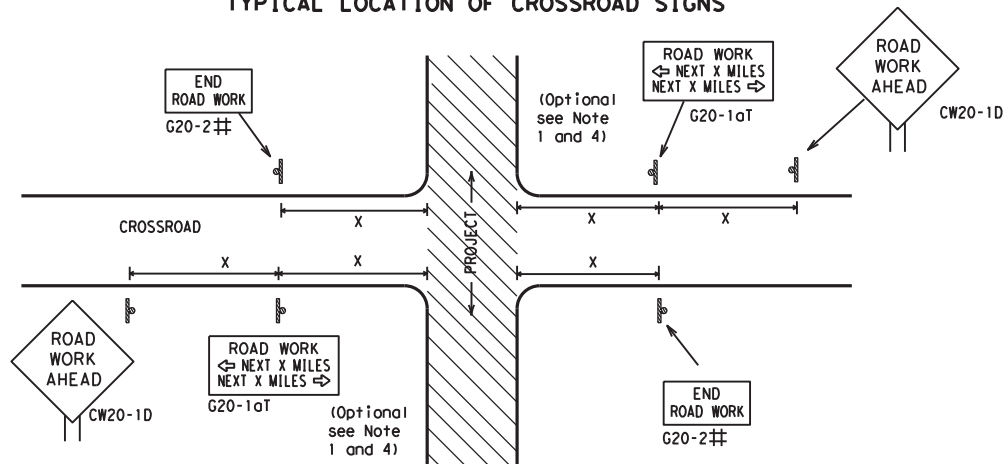 TYPICAL LOCATION OF CROSSROAD SIGNS
END
ROAD WORK
G20-2#
(Optional
see Note
1 and 4)
ROAD WORK
⇦ NEXT X MILES
NEXT X MILES ⇨
G20-1aT
ROAD
WORK
AHEAD
CW20-1D
X
X
X
CROSSROAD
PROJECT
X
X
X
ROAD
WORK
AHEAD
CW20-1D
ROAD WORK
⇦ NEXT X MILES
NEXT X MILES ⇨
G20-1aT
(Optional
see Note
1 and 4)
END
ROAD WORK
G20-2#